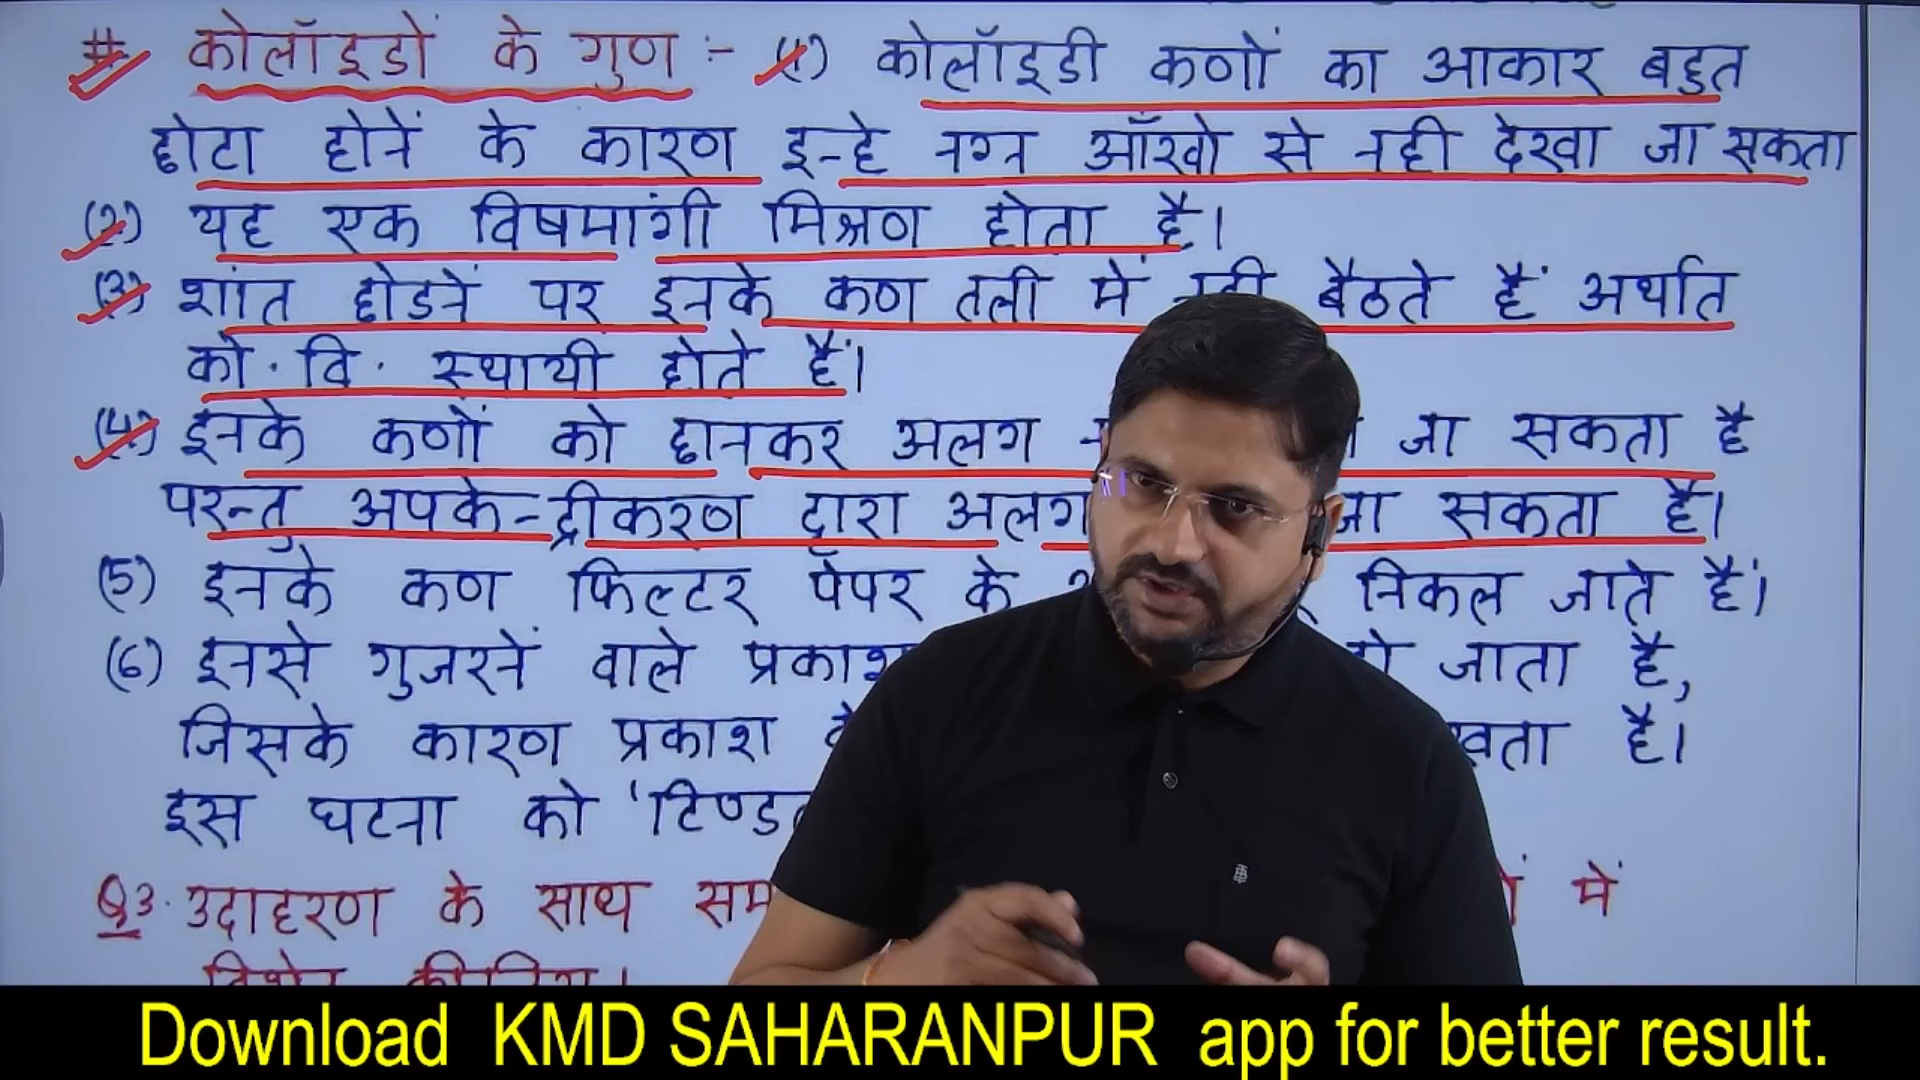 # कोलॉइडों के गुण :- (1) कोलॉइडी कणों का आकार बहुत
छोटा होनें के कारण इन्हे नग्न आँखो से नही देखा जा सकता
(2) यह एक विषमांगी मिश्रण होता है।
(3) शांत छोडनें पर इनके कण तली में नही बैठते हैं अर्थात
को. वि. स्थायी होते हैं।
(4) इनके कणों को छानकर अलग जा सकता है
परन्तु अपकेन्द्रीकरण द्वारा अलग जा सकता है।
(5) इनके कण फिल्टर पेपर के निकल जाते हैं।
(6) इनसे गुजरनें वाले प्रकाश हो जाता है,
जिसके कारण प्रकाश है।
इस घटना को '
Q3. उदाहरण के साथ में
Download KMD SAHARANPUR app for better result.